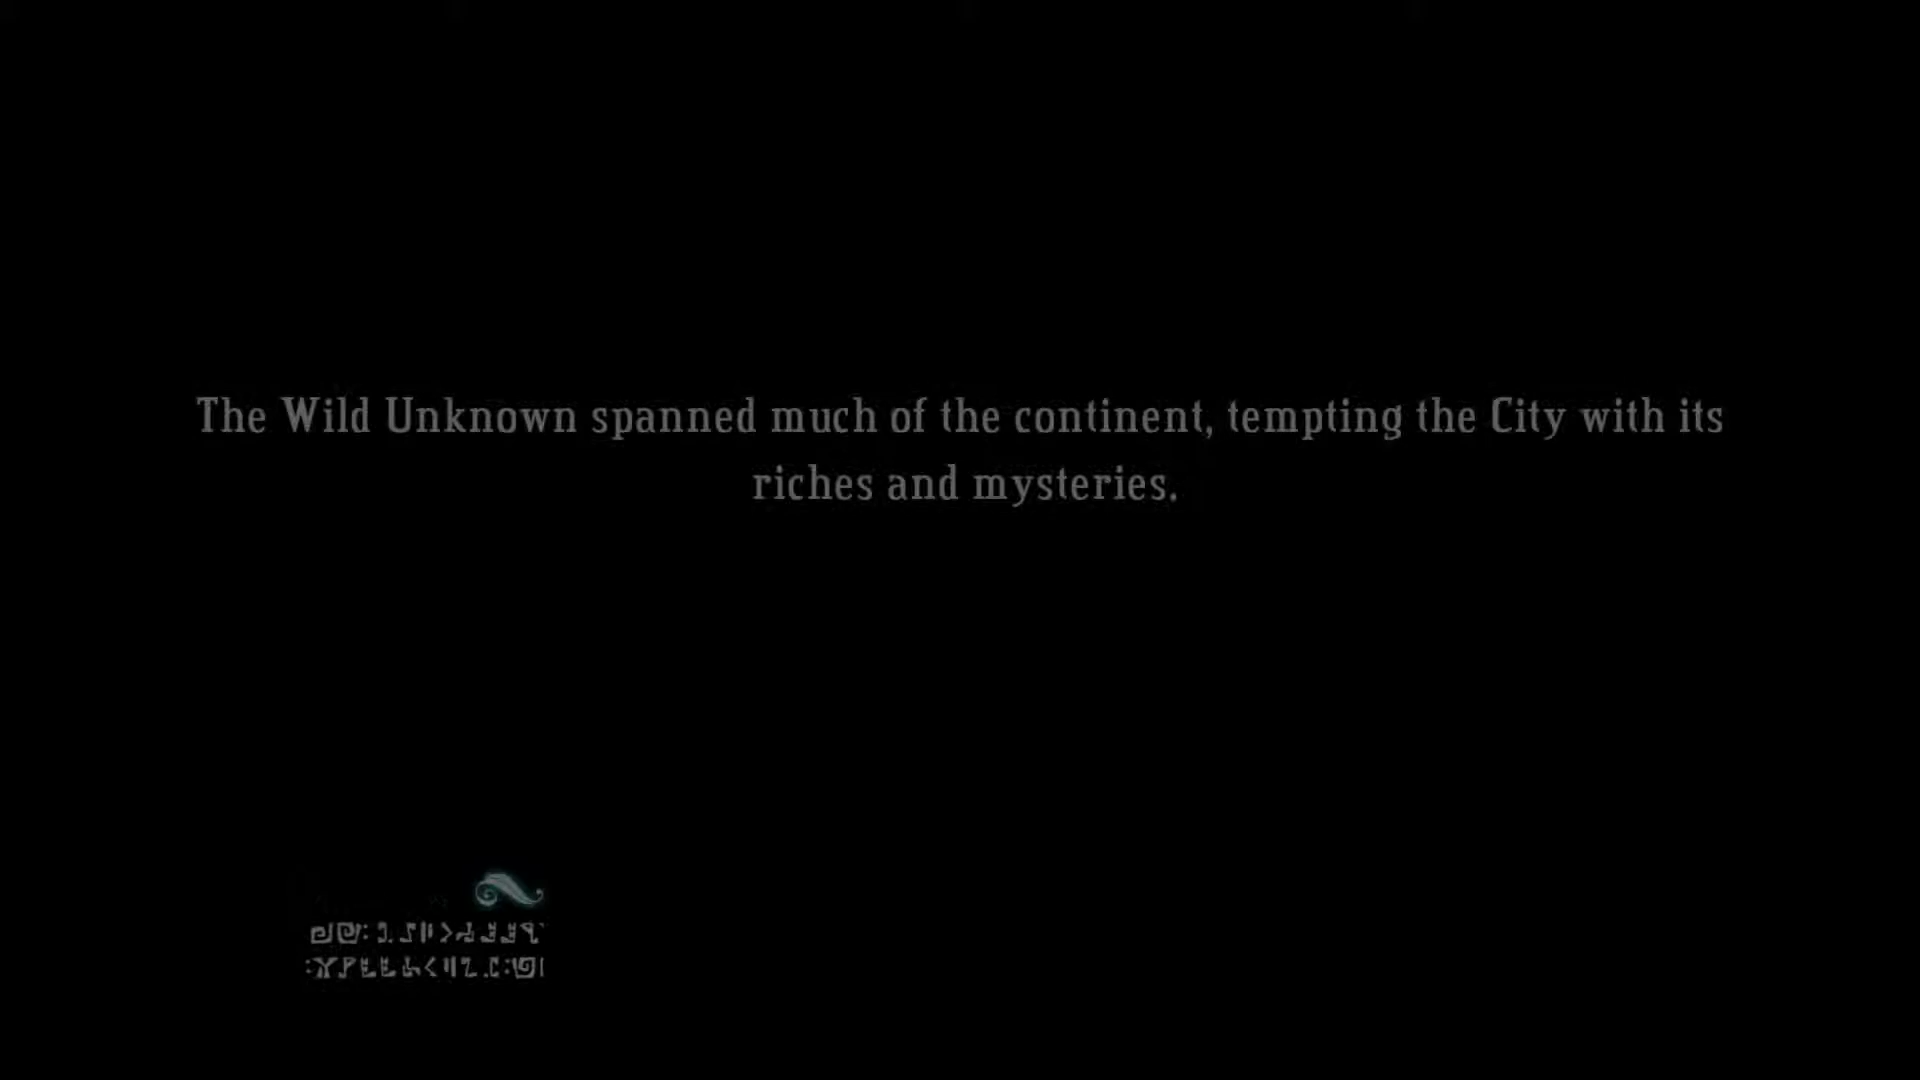 The Wild Unknown spanned much of the continent, tempting the City with its
riches and mysteries.